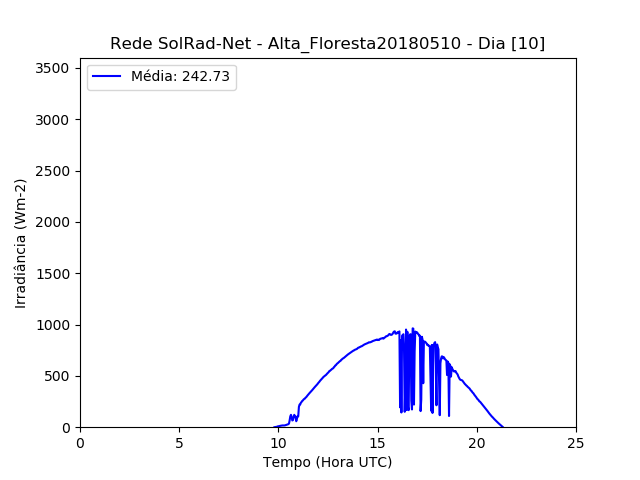 Rede SolRad-Net - Alta_Floresta20180510 - Dia [10]
Média: 242.73
3500
3000
2500
2000
1500
1000
500
0
Irradiância (Wm-2)
0 5 10 15 20 25
Tempo (Hora UTC)